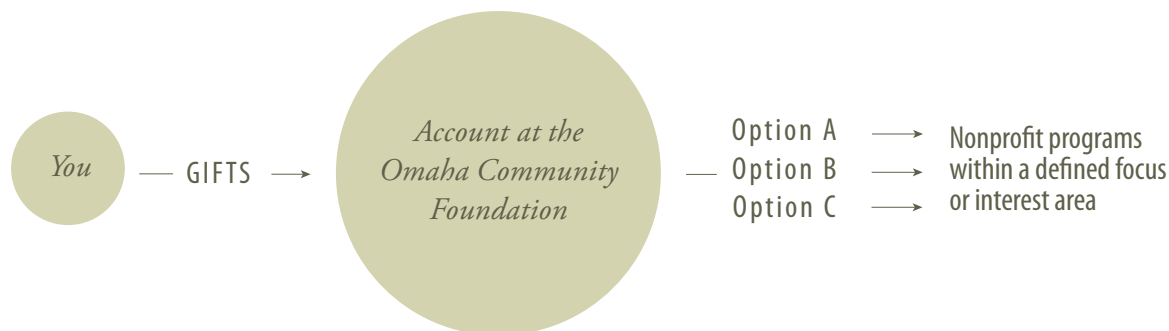 You
GIFTS
Account at the
Omaha Community
Foundation
Option A
Option B
Option C
Nonprofit programs
within a defined focus
or interest area